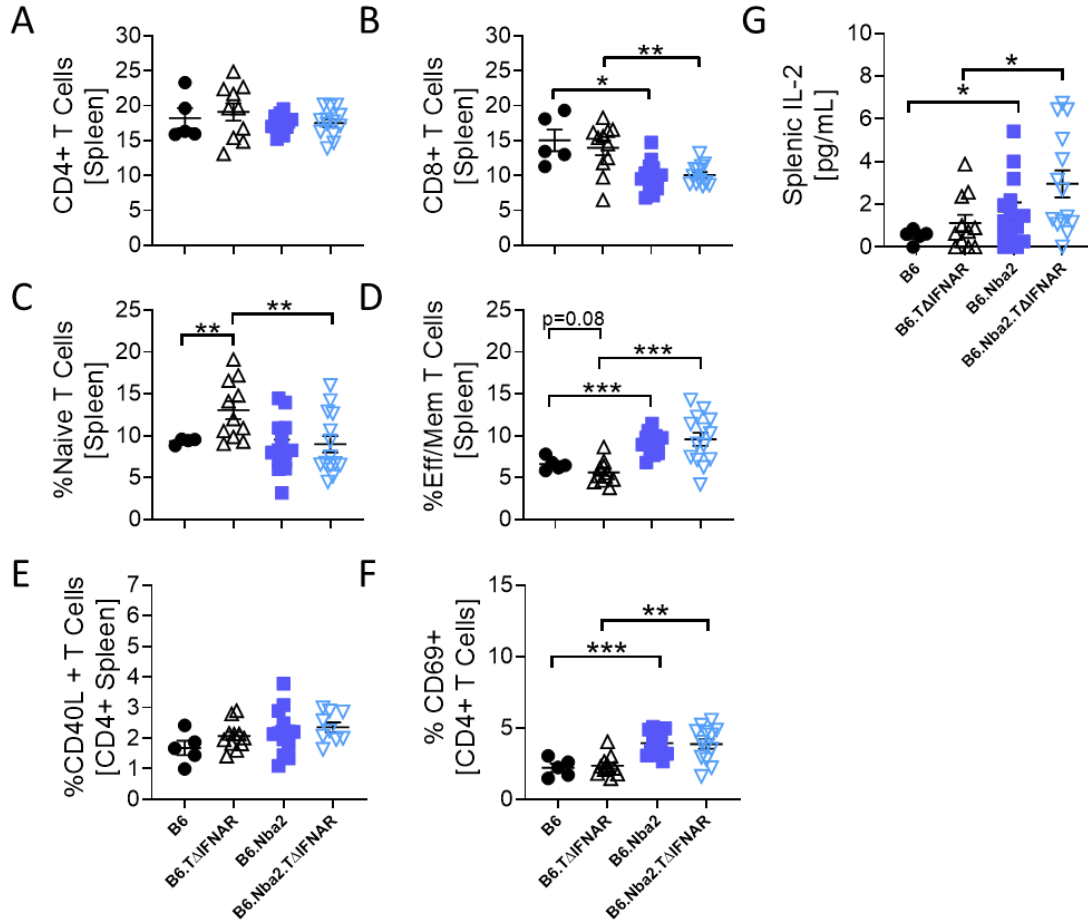 A
CD4+ T Cells
[Spleen]
30
25
20
15
10
5
0
B
CD8+ T Cells
[Spleen]
30
25
20
15
10
5
0
*
**
G
Splenic IL-2
[pg/mL]
10
8
6
4
2
0
*
*
B6
B6.TΔIFNAR
B6.Nba2
B6.Nba2.TΔIFNAR
C
%Naive T Cells
[Spleen]
25
20
15
10
5
0
**
**
D
%Eff/Mem T Cells
[Spleen]
25
20
15
10
5
0
p=0.08
***
***
E
%CD40L + T Cells
[CD4+ Spleen]
7
6
5
4
3
2
1
0
B6
B6.TΔIFNAR
B6.Nba2
B6.Nba2.TΔIFNAR
F
% CD69+
[CD4+ T Cells]
15
10
5
0
***
**
B6
B6.TΔIFNAR
B6.Nba2
B6.Nba2.TΔIFNAR